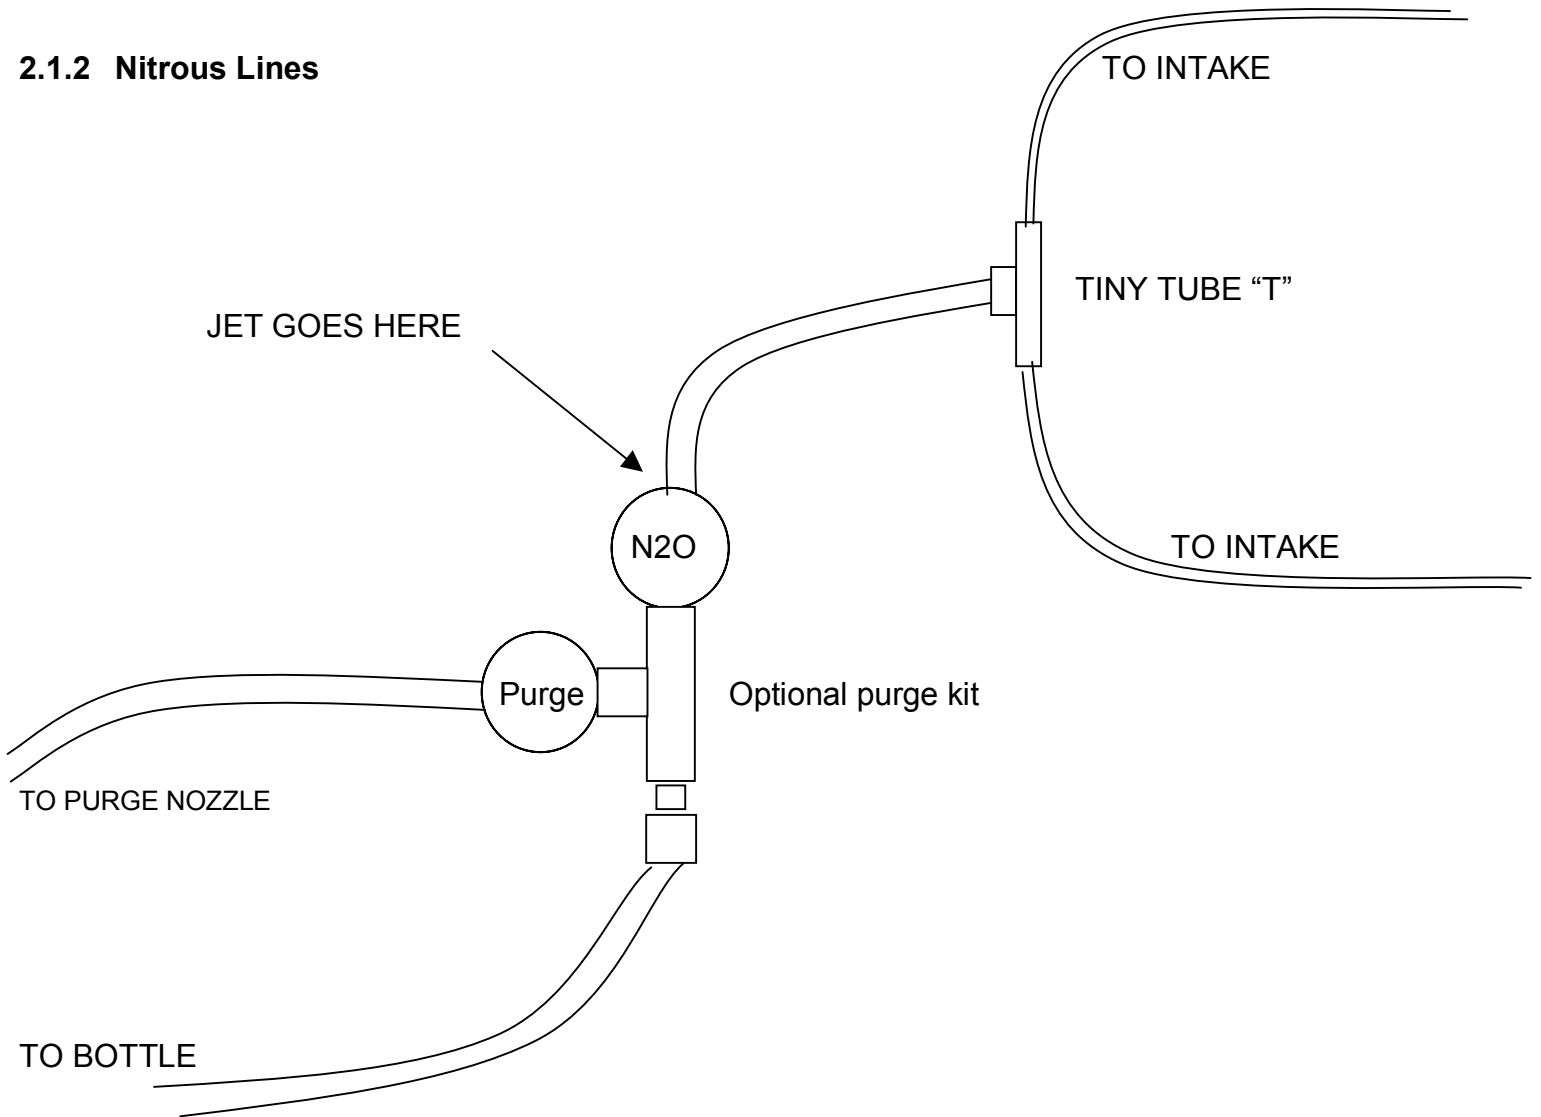 2.1.2 Nitrous Lines
TO INTAKE
TINY TUBE “T”
JET GOES HERE
N2O
TO INTAKE
Purge
Optional purge kit
TO PURGE NOZZLE
TO BOTTLE